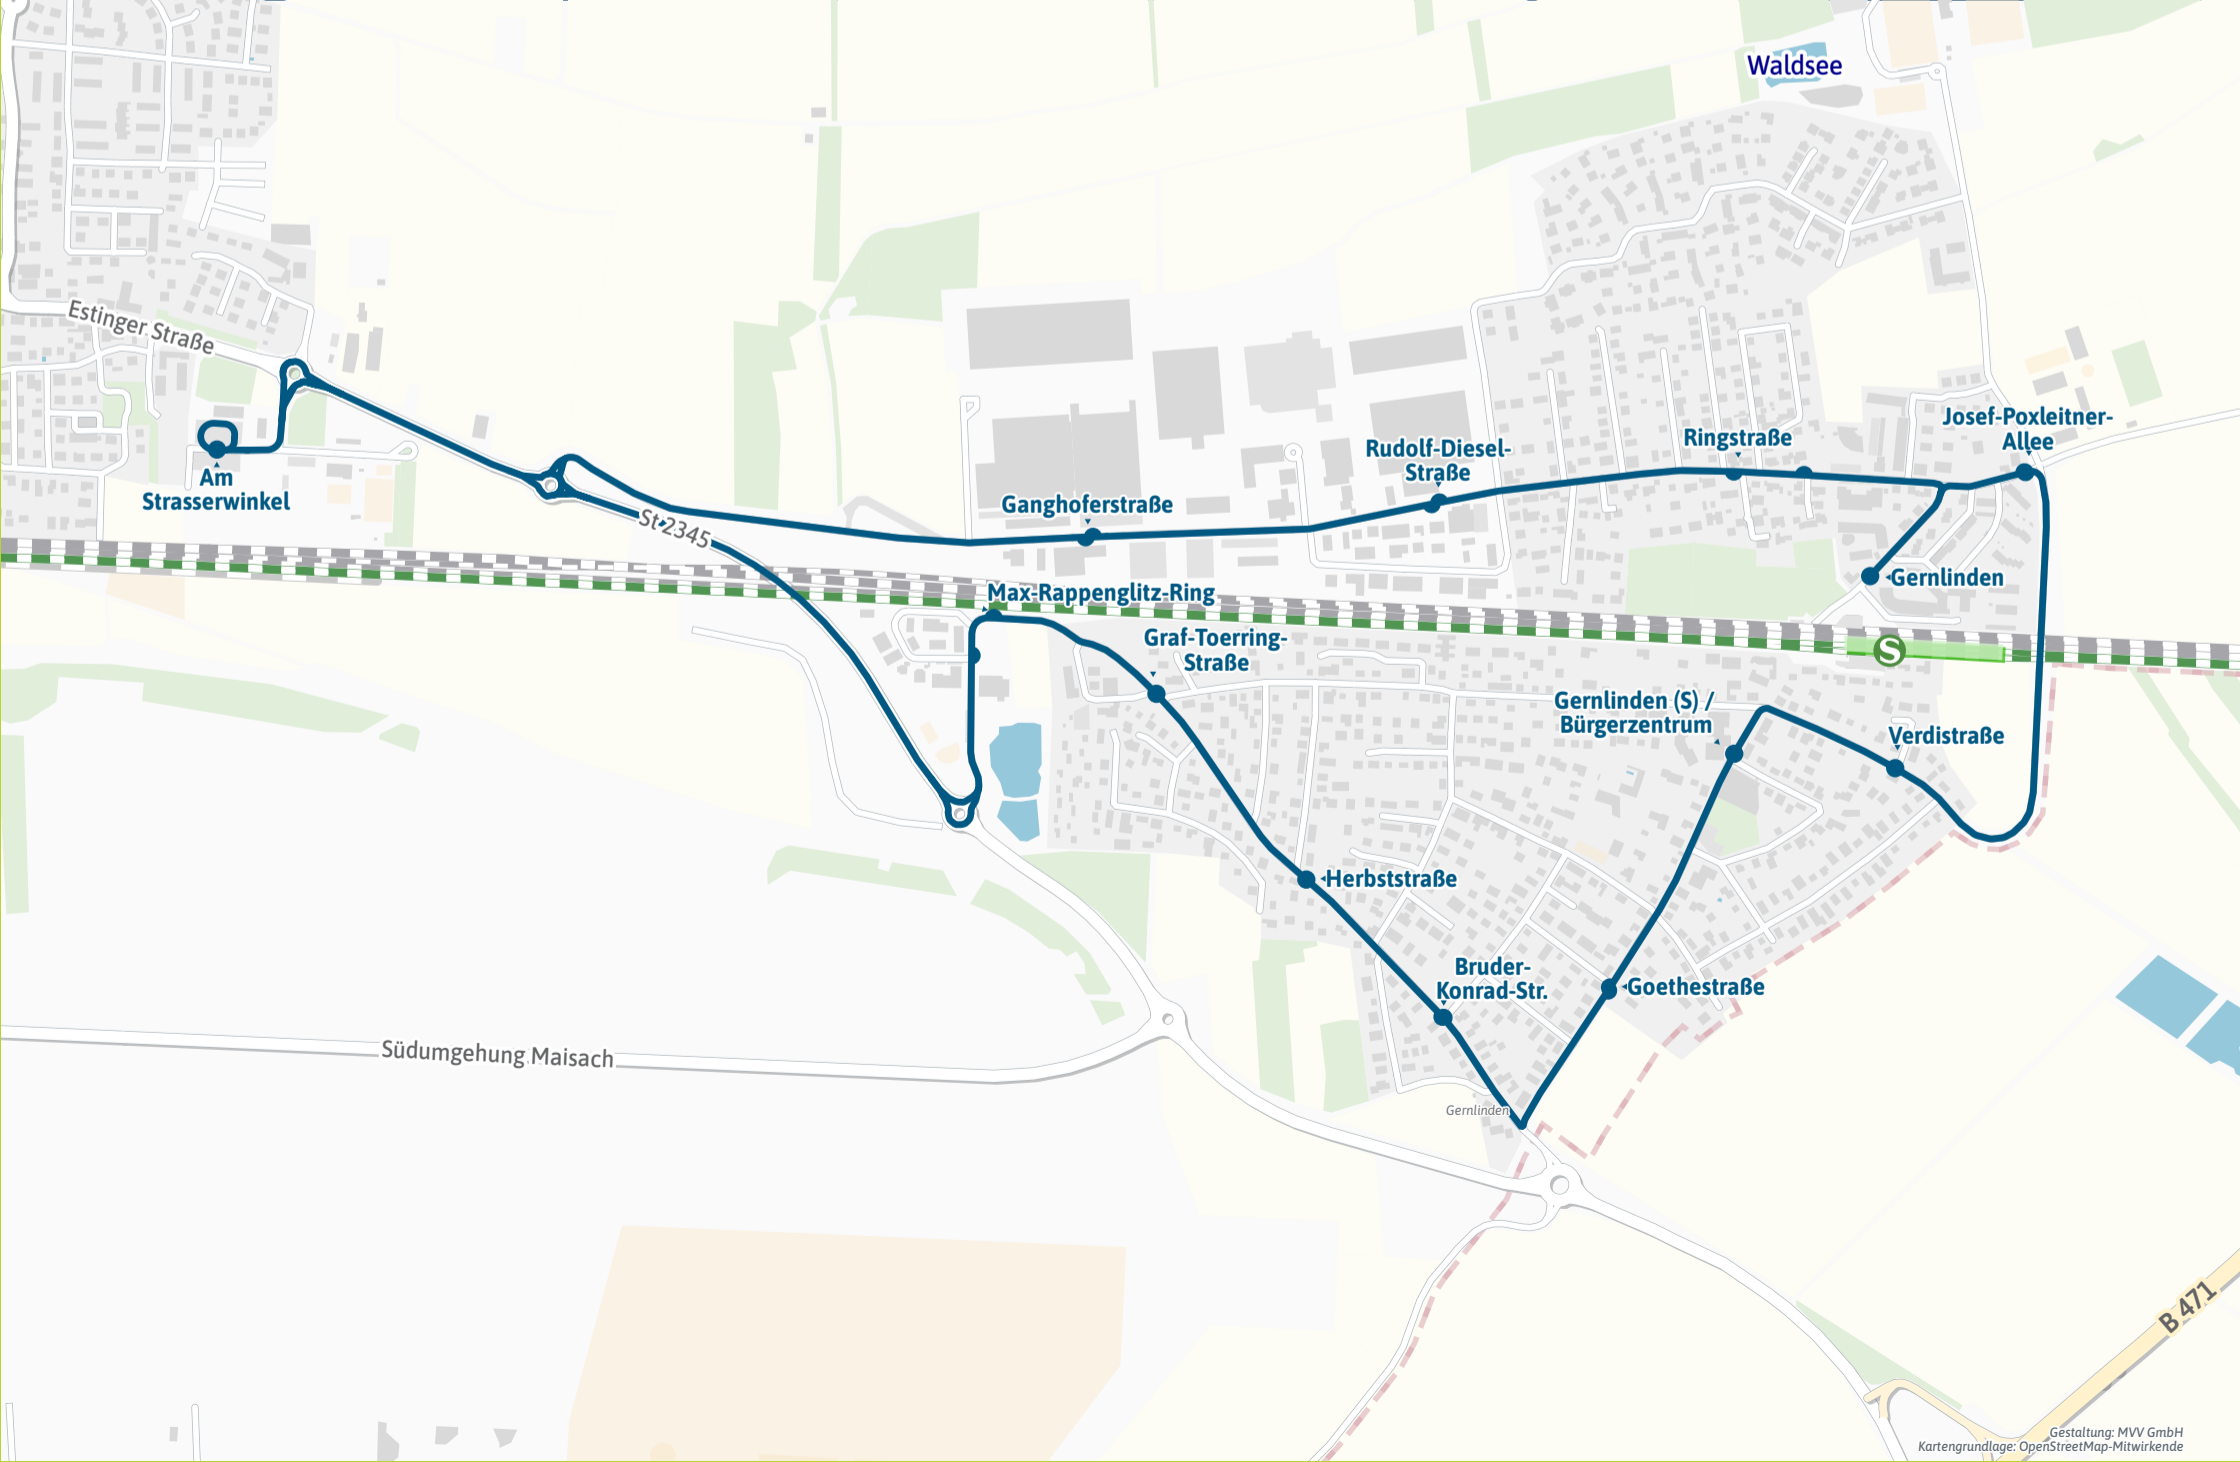 Waldsee
Estinger Straße
Am
Strasserwinkel
St 2345
Ganghoferstraße
Rudolf-Diesel-
Straße
Ringstraße
Josef-Poxleitner-
Allee
Gernlinden
Max-Rappenglitz-Ring
Graf-Toerring-
Straße
S
Gernlinden (S) /
Bürgerzentrum
Verdistraße
Herbststraße
Bruder-
Konrad-Str.
Goethestraße
Südumgehung Maisach
Gernlinden
B 471
Gestaltung: MVV GmbH
Kartengrundlage: OpenStreetMap-Mitwirkende